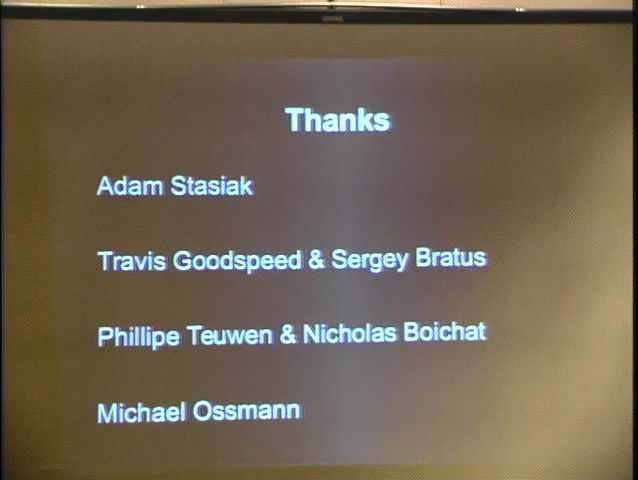 Thanks
Adam Stasiak
Travis Goodspeed & Sergey Bratus
Phillipe Teuwen & Nicholas Boichat
Michael Ossmann